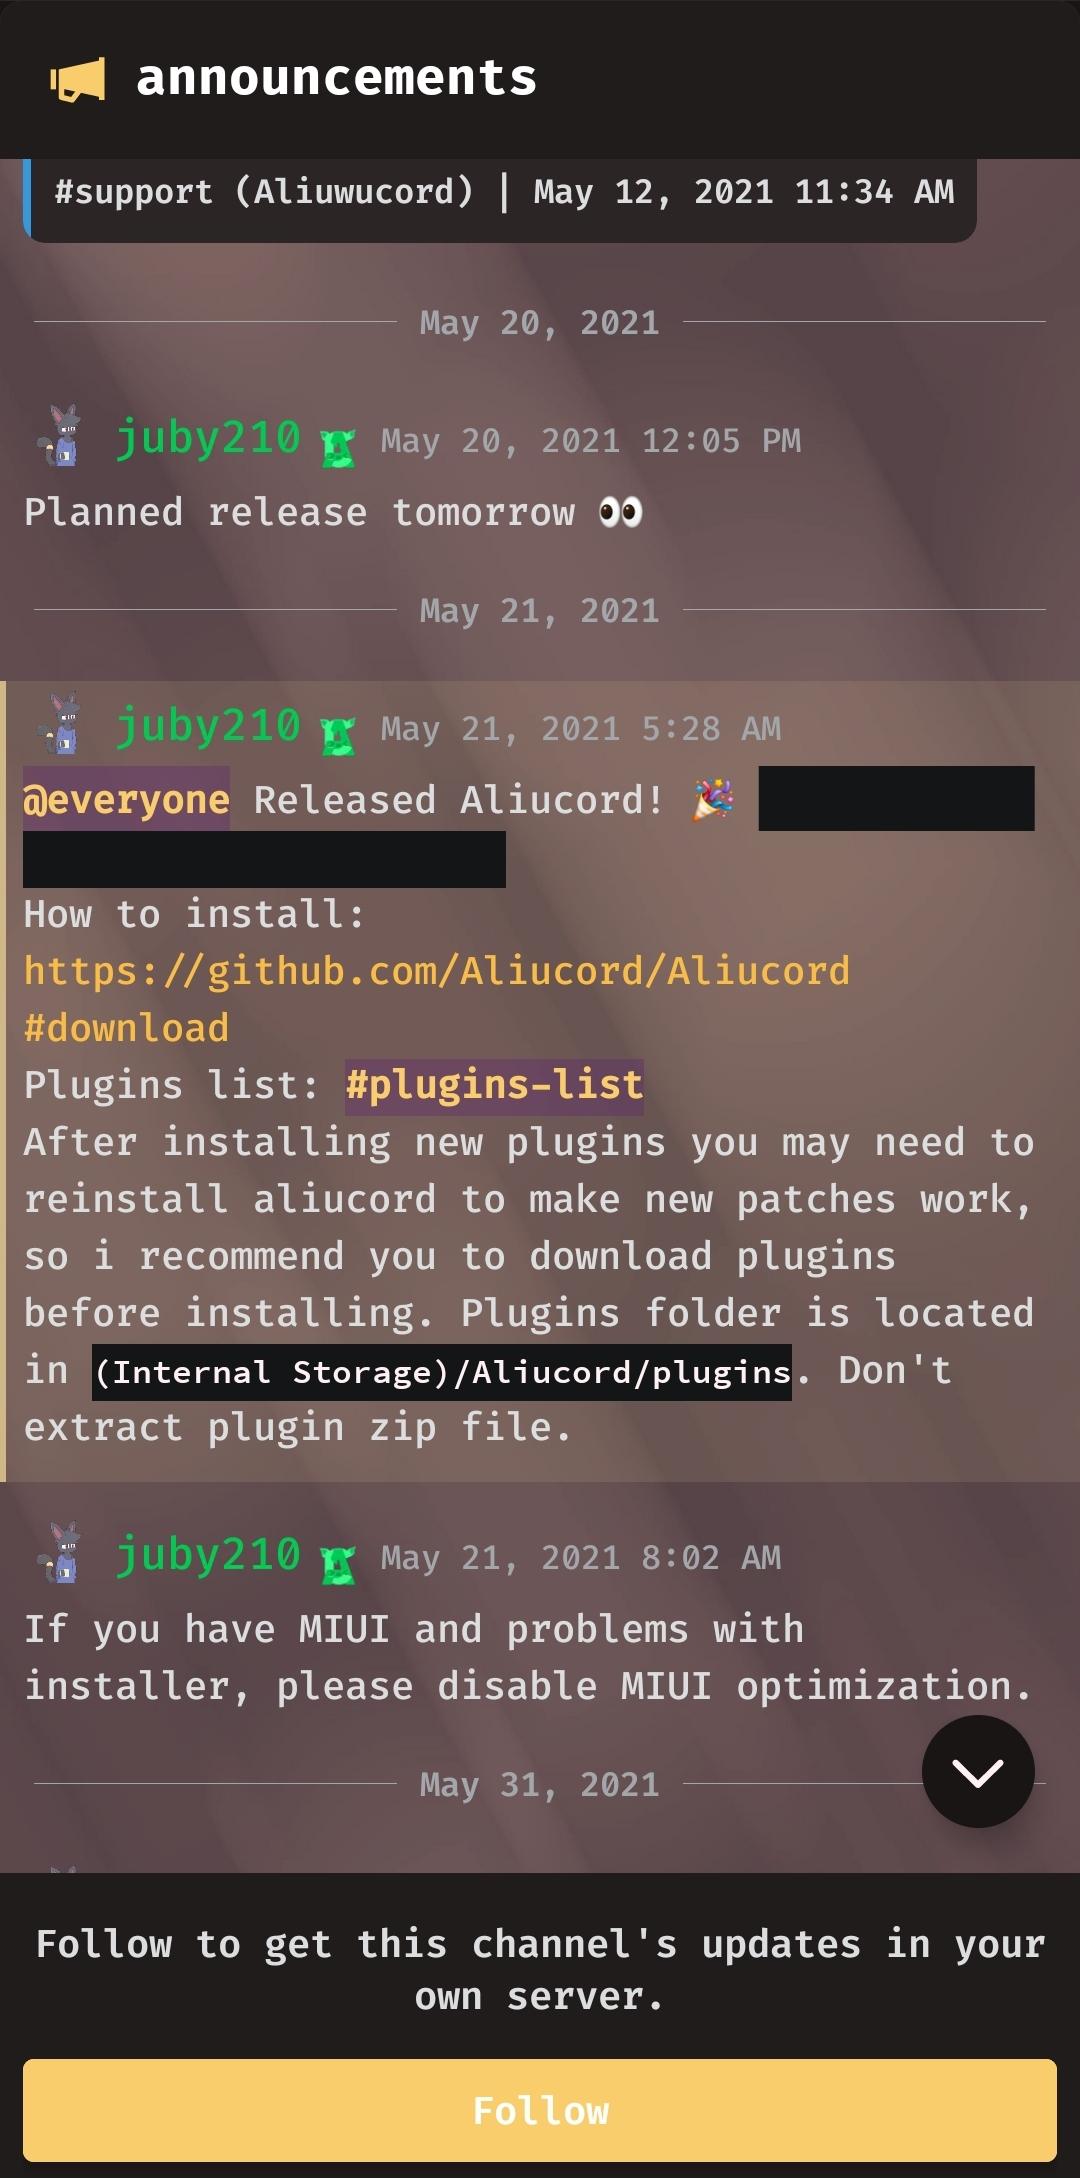 announcements
#support (Aliuwucord) | May 12, 2021 11:34 AM
May 20, 2021
juby210 May 20, 2021 12:05 PM
Planned release tomorrow 👀
May 21, 2021
juby210 May 21, 2021 5:28 AM
@everyone Released Aliucord! 🎉
How to install:
https://github.com/Aliucord/Aliucord
#download
Plugins list: #plugins-list
After installing new plugins you may need to
reinstall aliucord to make new patches work,
so i recommend you to download plugins
before installing. Plugins folder is located
in (Internal Storage)/Aliucord/plugins. Don't
extract plugin zip file.
juby210 May 21, 2021 8:02 AM
If you have MIUI and problems with
installer, please disable MIUI optimization.
May 31, 2021
Follow to get this channel's updates in your
own server.
Follow